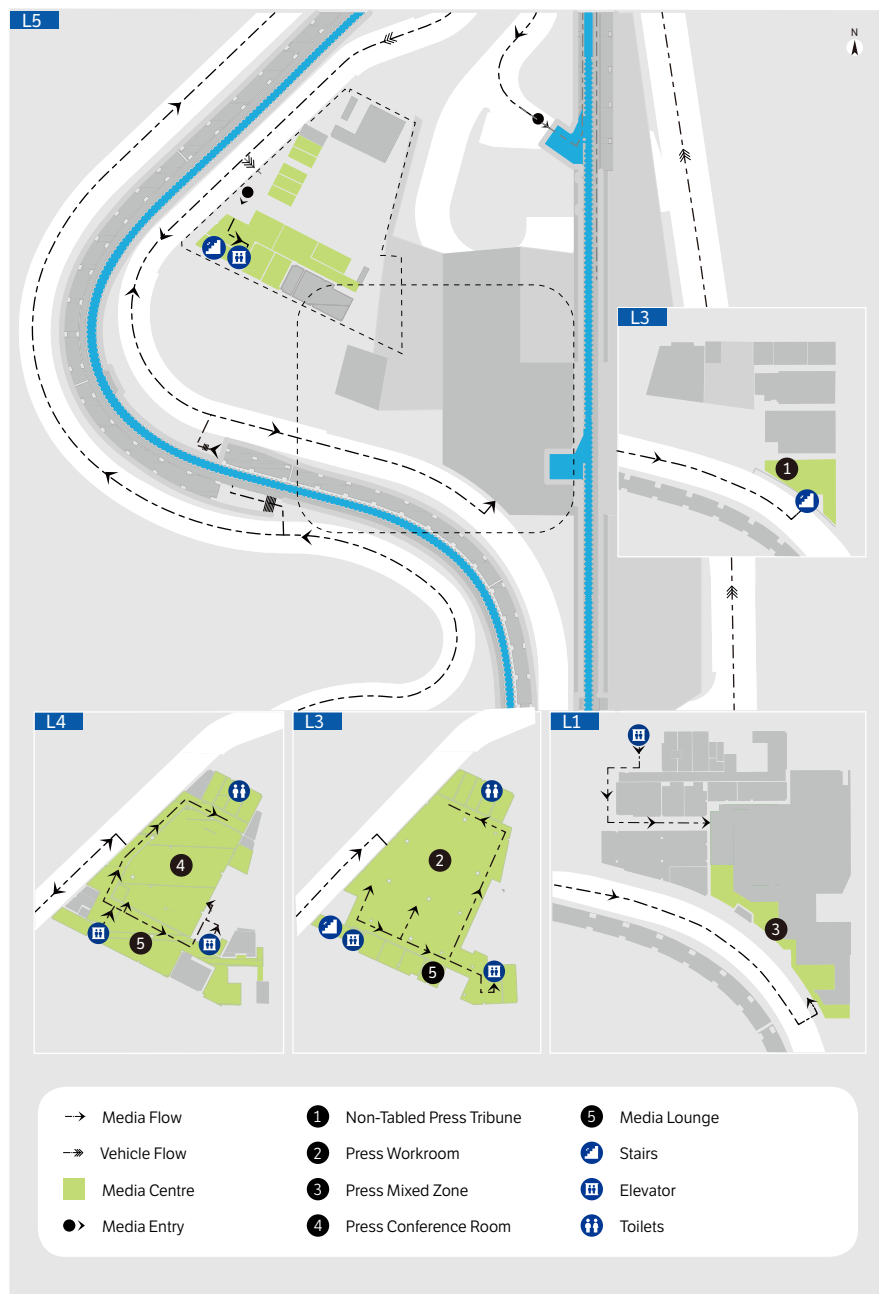 L5
N
L3
1
L4
4
5
L3
2
5
L1
3
Media Flow
Vehicle Flow
Media Centre
Media Entry
1 Non-Tabled Press Tribune
2 Press Workroom
3 Press Mixed Zone
4 Press Conference Room
5 Media Lounge
Stairs
Elevator
Toilets